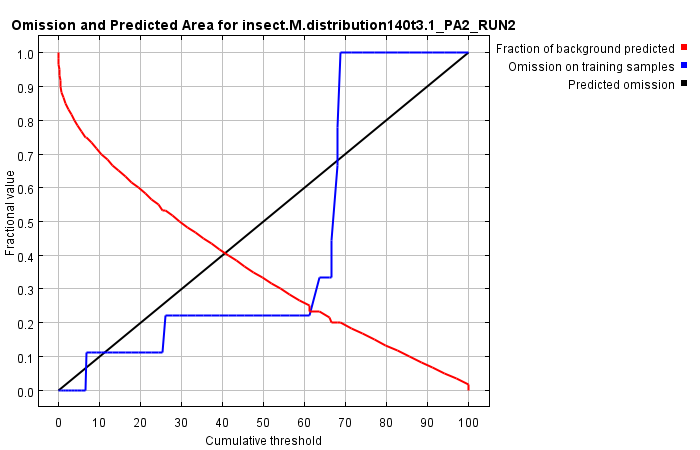 Omission and Predicted Area for insect.M.distribution140t3.1_PA2_RUN2
Fraction of background predicted
Omission on training samples
Predicted omission
Fractional value
1.0
0.9
0.8
0.7
0.6
0.5
0.4
0.3
0.2
0.1
0.0
0 10 20 30 40 50 60 70 80 90 100
Cumulative threshold